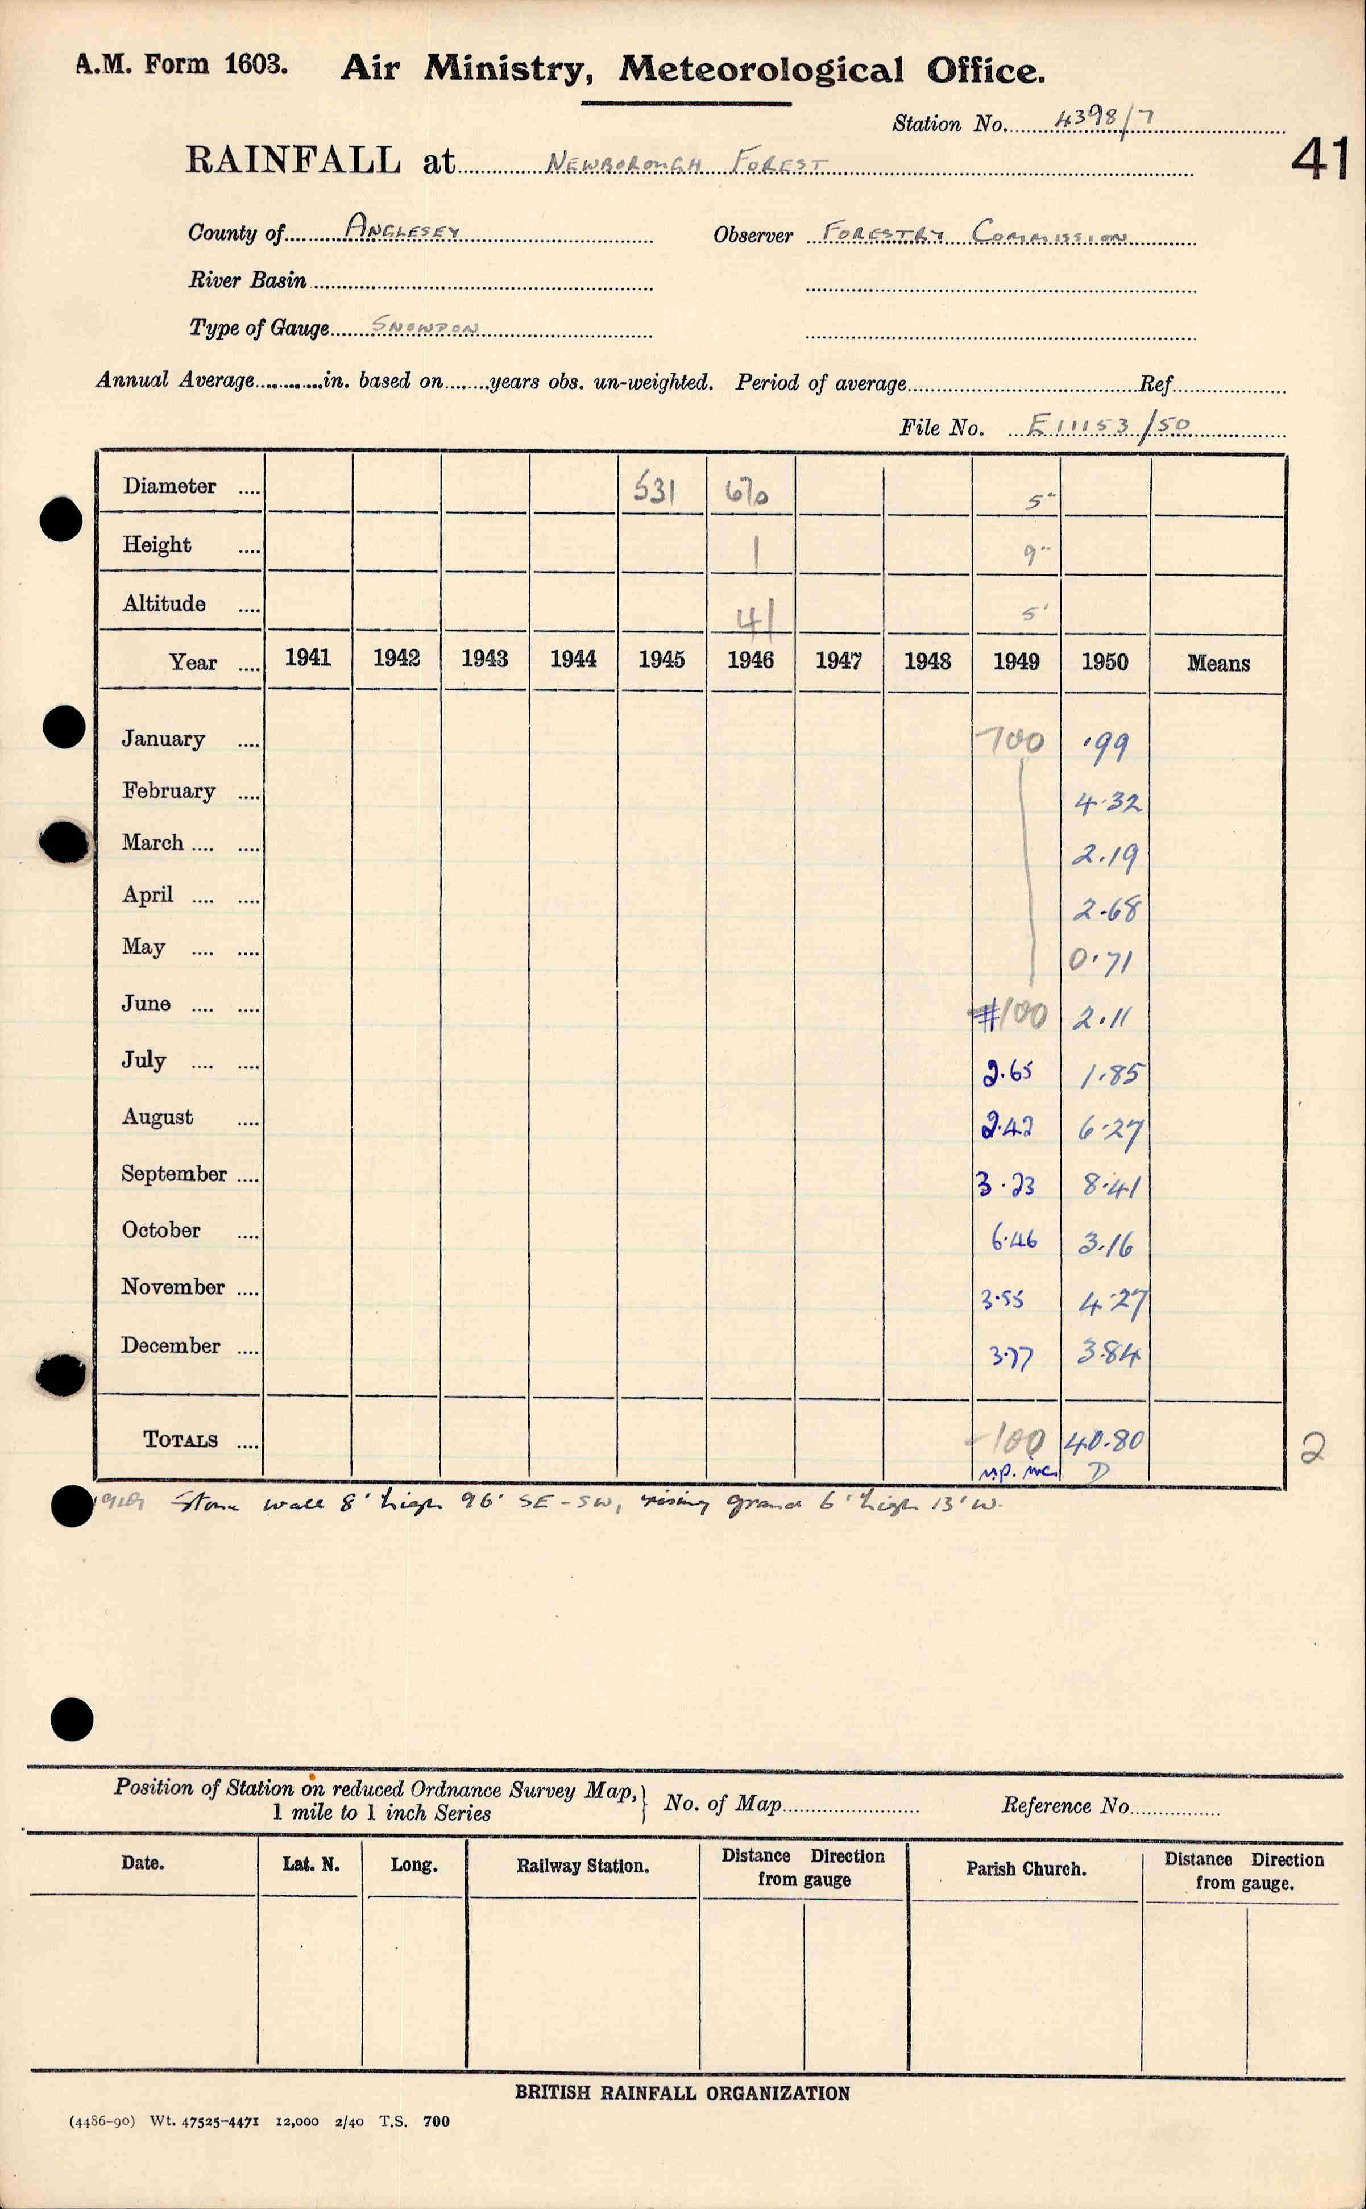 A.M. Form 1603. Air Ministry, Meteorological Office.
Station No. 4398/7
41
RAINFALL at NEWBOROUGH FOREST
County of ANGLESEY Observer FORESTRY COMMISSION
River Basin
Type of Gauge SNOWDON
Annual Average in. based on years obs. un-weighted. Period of average Ref
File No. E11153/50
Diameter .... 531 670 5"
Height .... 1 9"
Altitude .... 41 5'
Year .... 1941 1942 1943 1944 1945 1946 1947 1948 1949 1950 Means
January .... 100 .99
February .... 4.32
March .... .... 2.19
April .... .... 2.68
May .... .... 0.71
June .... .... 100 2.11
July .... .... 2.65 1.85
August .... 2.42 6.27
September .... 3.23 8.41
October .... 6.46 3.16
November .... 3.55 4.27
December .... 3.77 3.84
TOTALS .... -100 40.80 2
D
1949 Stone wall 8' high 96' SE-SW, rising ground 6' high 13' W.
Position of Station on reduced Ordnance Survey Map,
1 mile to 1 inch Series
No. of Map Reference No.
Date. Lat. N. Long. Railway Station. Distance Direction from gauge Parish Church. Distance Direction from gauge.
BRITISH RAINFALL ORGANIZATION
(4486-90) Wt. 47525-4471 12,000 2/40 T.S. 700